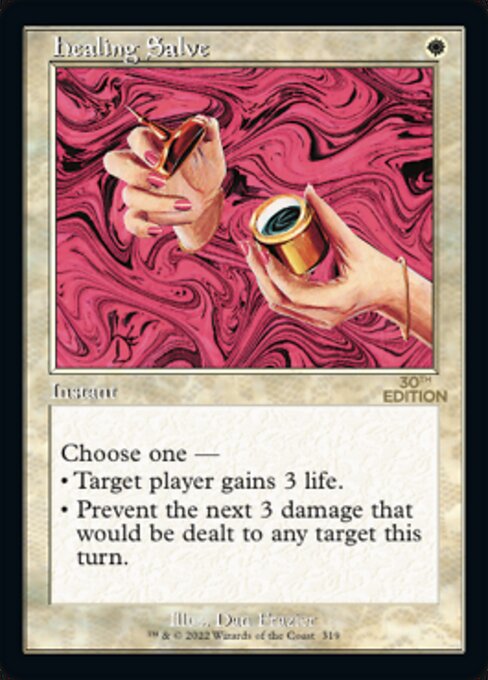 Healing Salve
Instant
30TH
EDITION
Choose one —
• Target player gains 3 life.
• Prevent the next 3 damage that
would be dealt to any target this
turn.
Illus. Dan Frazier
™ & © 2022 Wizards of the Coast 319